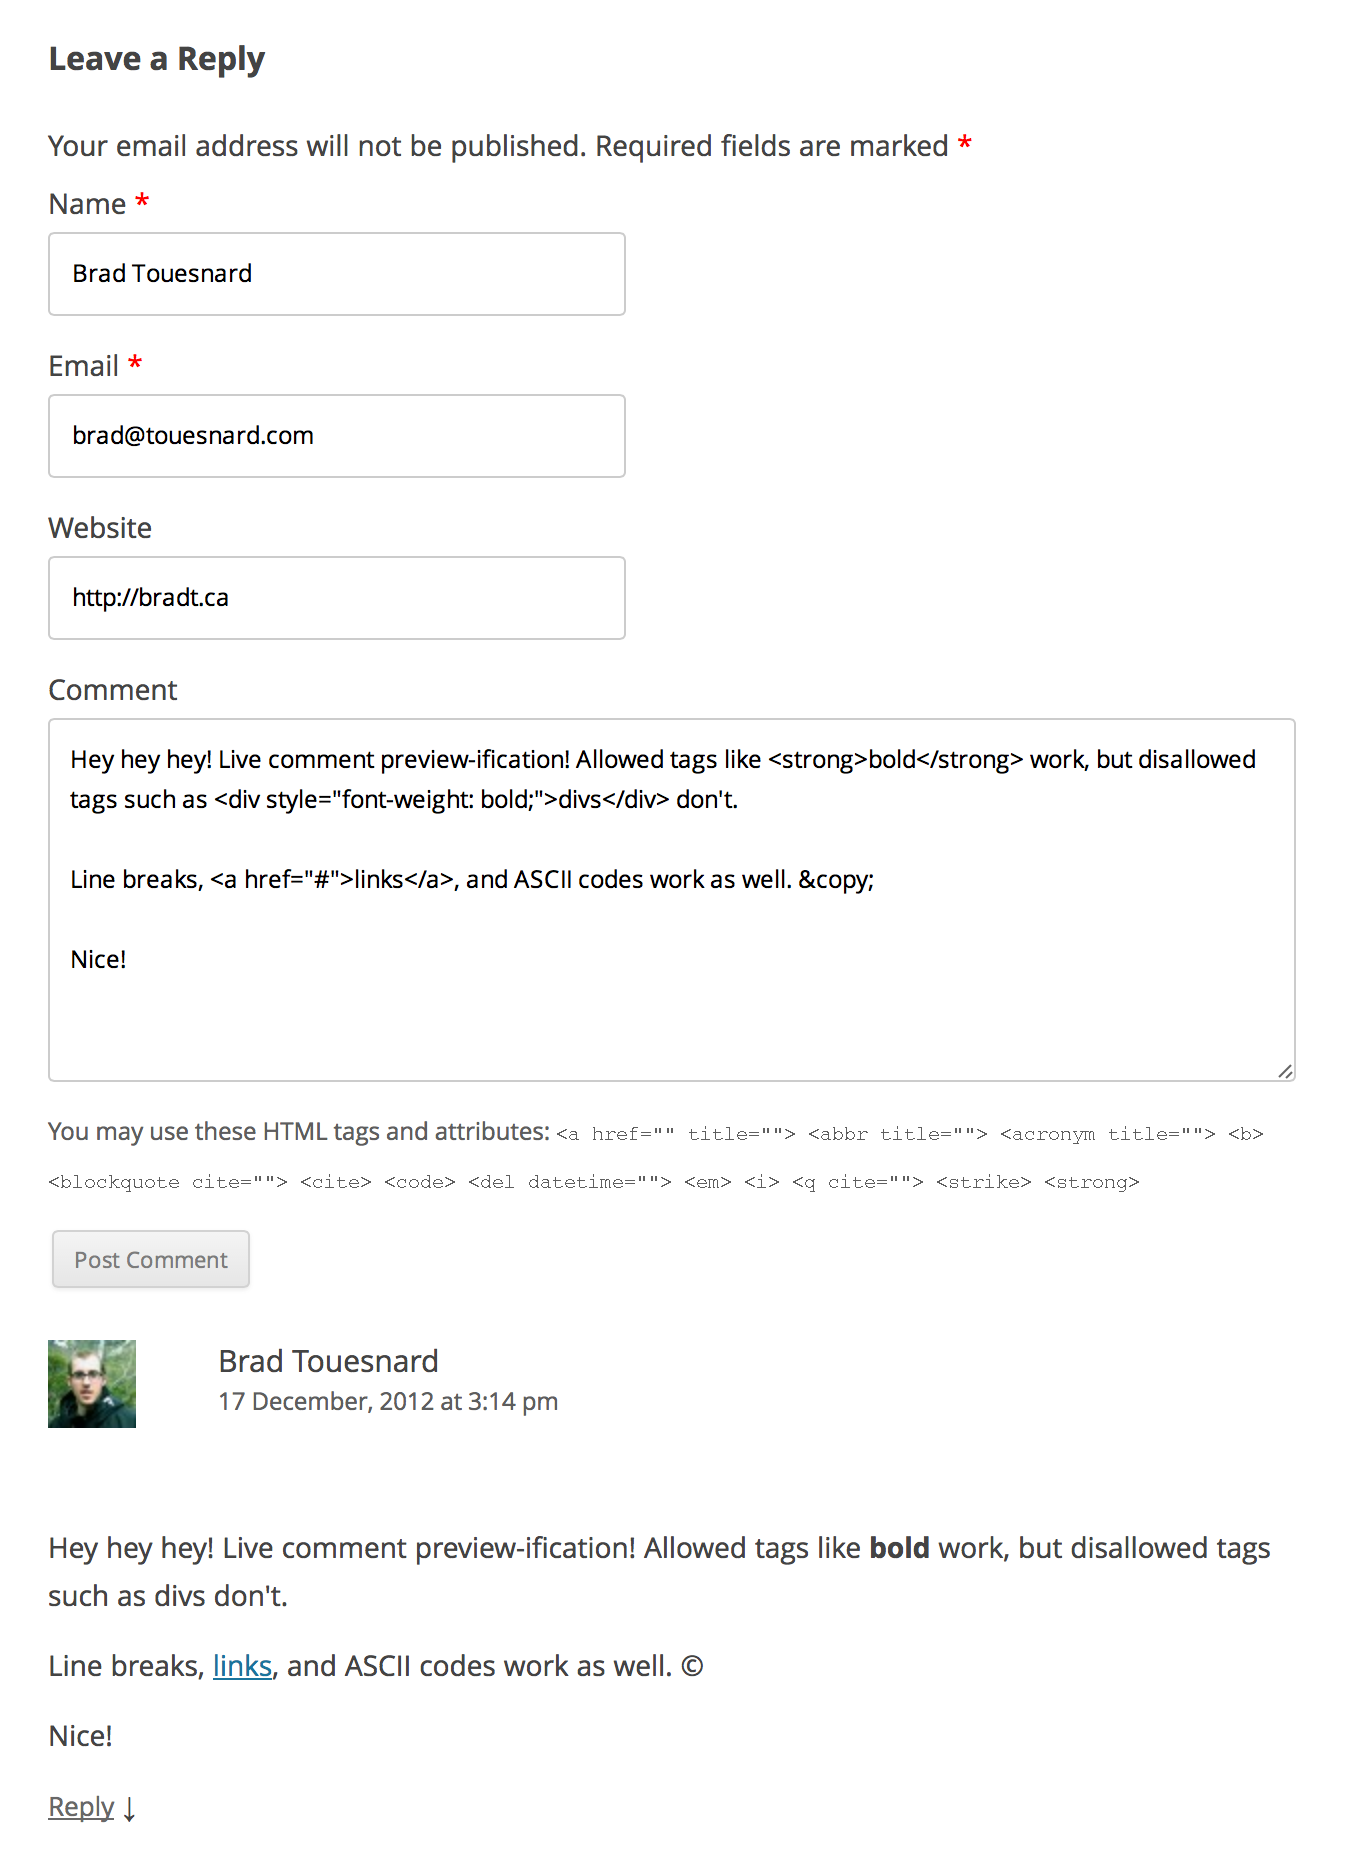 Leave a Reply
Your email address will not be published. Required fields are marked *
Name *
Brad Touesnard
Email *
brad@touesnard.com
Website
http://bradt.ca
Comment
Hey hey hey! Live comment preview-ification! Allowed tags like <strong>bold</strong> work, but disallowed
tags such as <div style="font-weight: bold;">divs</div> don't.
Line breaks, <a href="#">links</a>, and ASCII codes work as well. &copy;
Nice!
You may use these HTML tags and attributes: <a href="" title=""> <abbr title=""> <acronym title=""> <b>
<blockquote cite=""> <cite> <code> <del datetime=""> <em> <i> <q cite=""> <strike> <strong>
Post Comment
Brad Touesnard
17 December, 2012 at 3:14 pm
Hey hey hey! Live comment preview-ification! Allowed tags like bold work, but disallowed tags
such as divs don't.
Line breaks, links, and ASCII codes work as well. ©
Nice!
Reply ↓